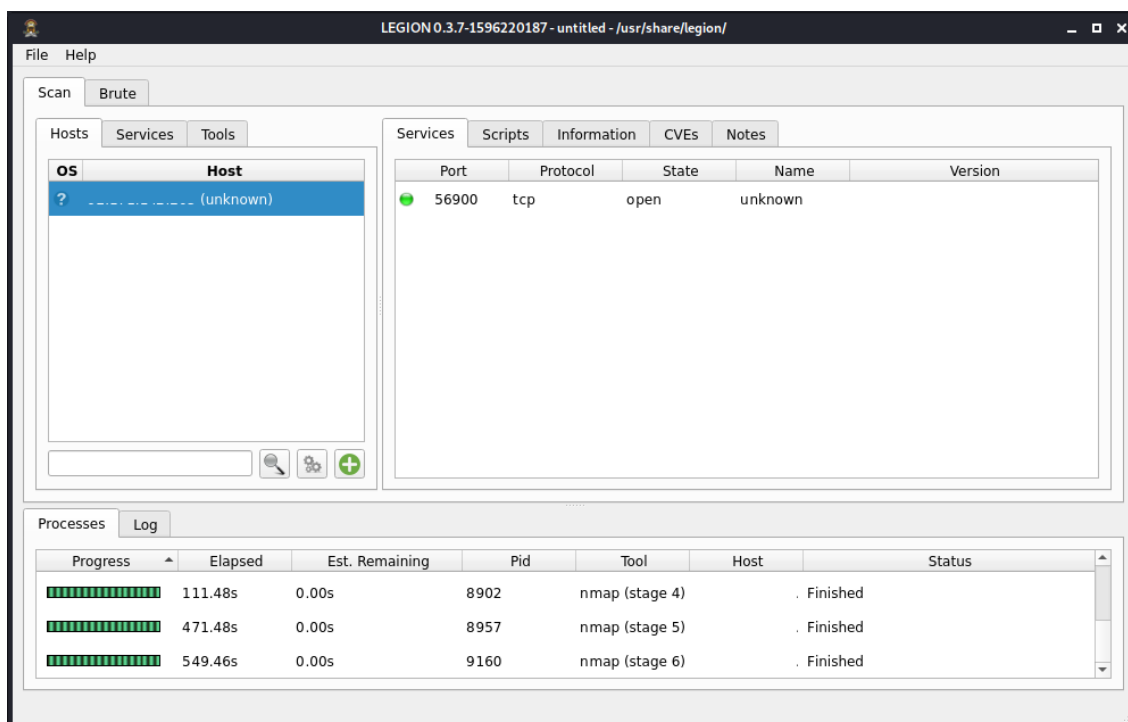 LEGION 0.3.7-1596220187 - untitled - /usr/share/legion/
File Help
Scan Brute
Hosts Services Tools
OS Host
? (unknown)
Services Scripts Information CVEs Notes
Port Protocol State Name Version
56900 tcp open unknown
Processes Log
Progress Elapsed Est. Remaining Pid Tool Host Status
111.48s 0.00s 8902 nmap (stage 4) . Finished
471.48s 0.00s 8957 nmap (stage 5) . Finished
549.46s 0.00s 9160 nmap (stage 6) . Finished